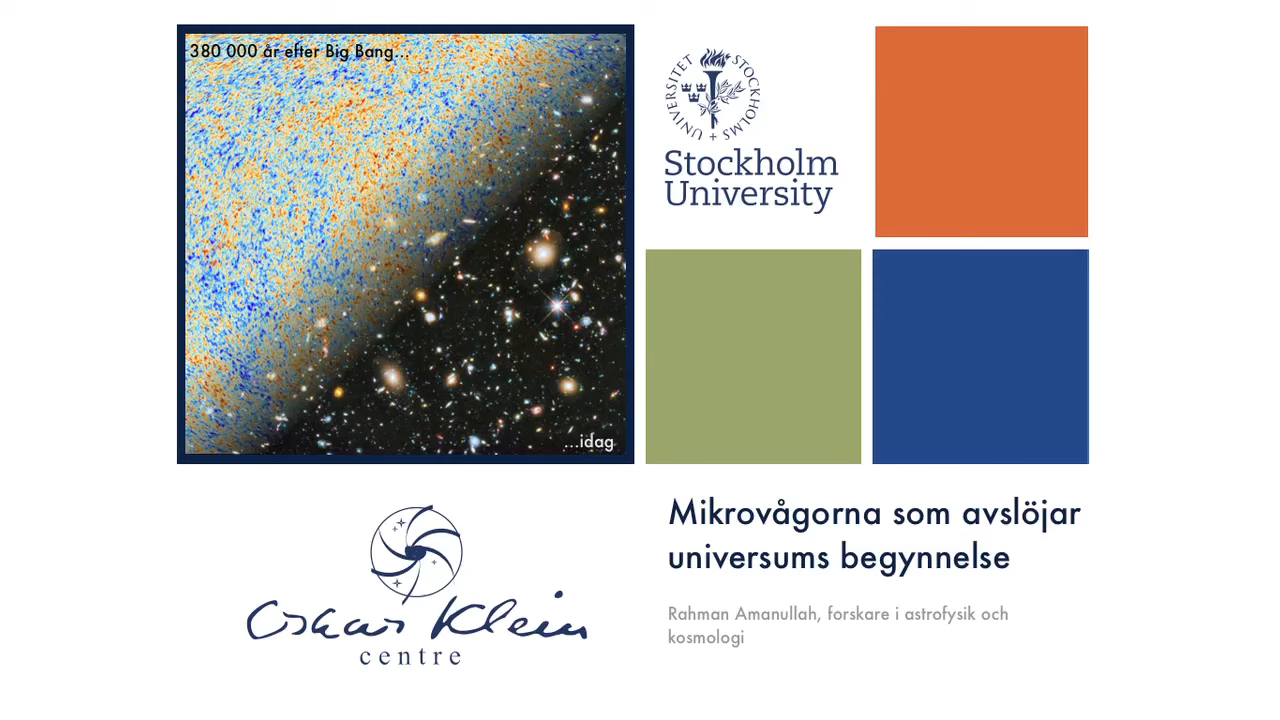 380 000 år efter Big Bang...
...idag
STOCKHOLMS UNIVERSITET
Stockholm
University
Mikrovågorna som avslöjar
universums begynnelse
Rahman Amanullah, forskare i astrofysik och
kosmologi
Oskar Klein
centre